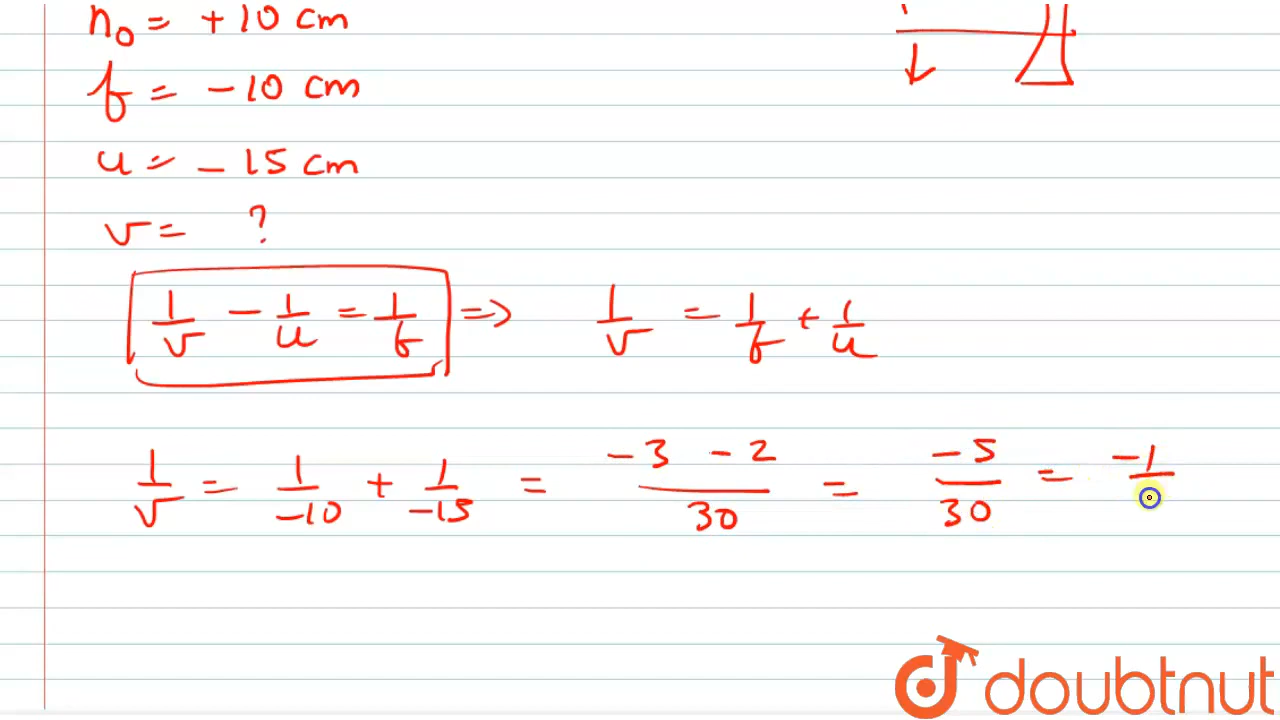 h₀ = +10 cm
f = -10 cm
u = -15 cm
v = ?
1/v - 1/u = 1/f => 1/v = 1/f + 1/u
1/v = 1/-10 + 1/-15 = -3 -2/30 = -5/30 = -1/
doubtnut